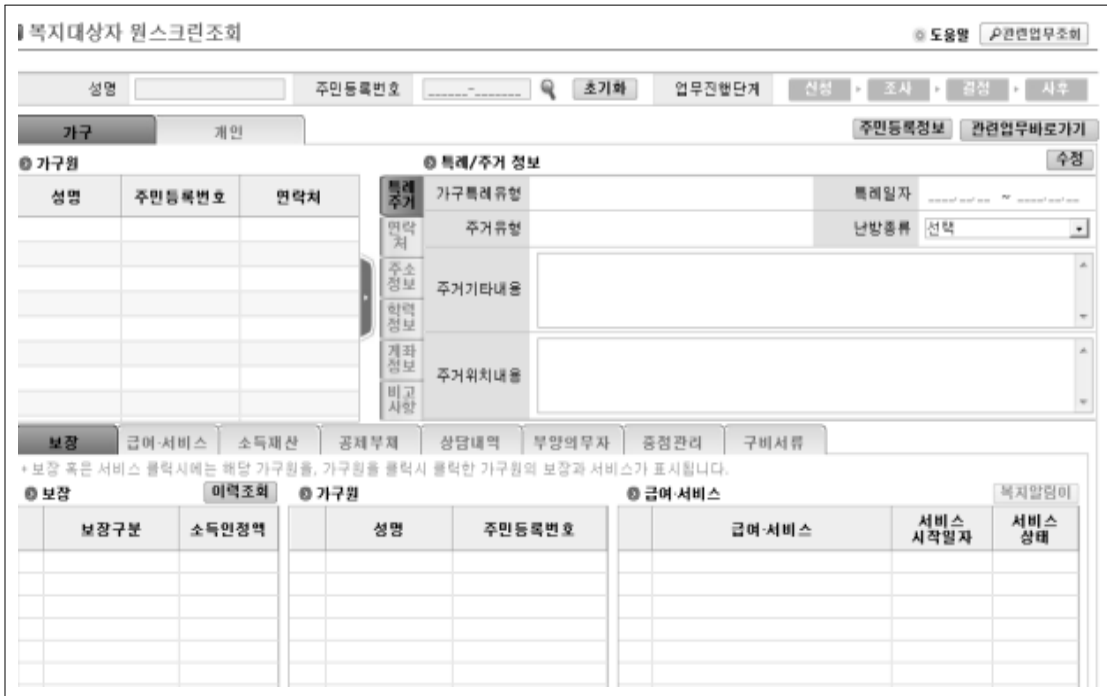 복지대상자 원스크린조회
도움말 관련업무조회
성명 주민등록번호 ______-_______ 초기화 업무진행단계 신청 조사 결정 사후
가구 개인 주민등록정보 관련업무바로가기
가구원 특례/주거 정보 수정
성명 주민등록번호 연락처
특례
주거
연락
처
주소
정보
학력
정보
계좌
정보
비고
사항
가구특례유형 특례일자 ____.__.__ ~ ____.__.__
주거유형 난방종류 선택
주거기타내용
주거위치내용
보장 급여·서비스 소득재산 공제부채 상담내역 부양의무자 중점관리 구비서류
보장 혹은 서비스 클릭시에는 해당 가구원을, 가구원을 클릭시 클릭한 가구원의 보장과 서비스가 표시됩니다.
보장 이력조회 가구원 급여·서비스 복지알림이
보장구분 소득인정액 성명 주민등록번호 급여·서비스
서비스
시작일자
서비스
상태